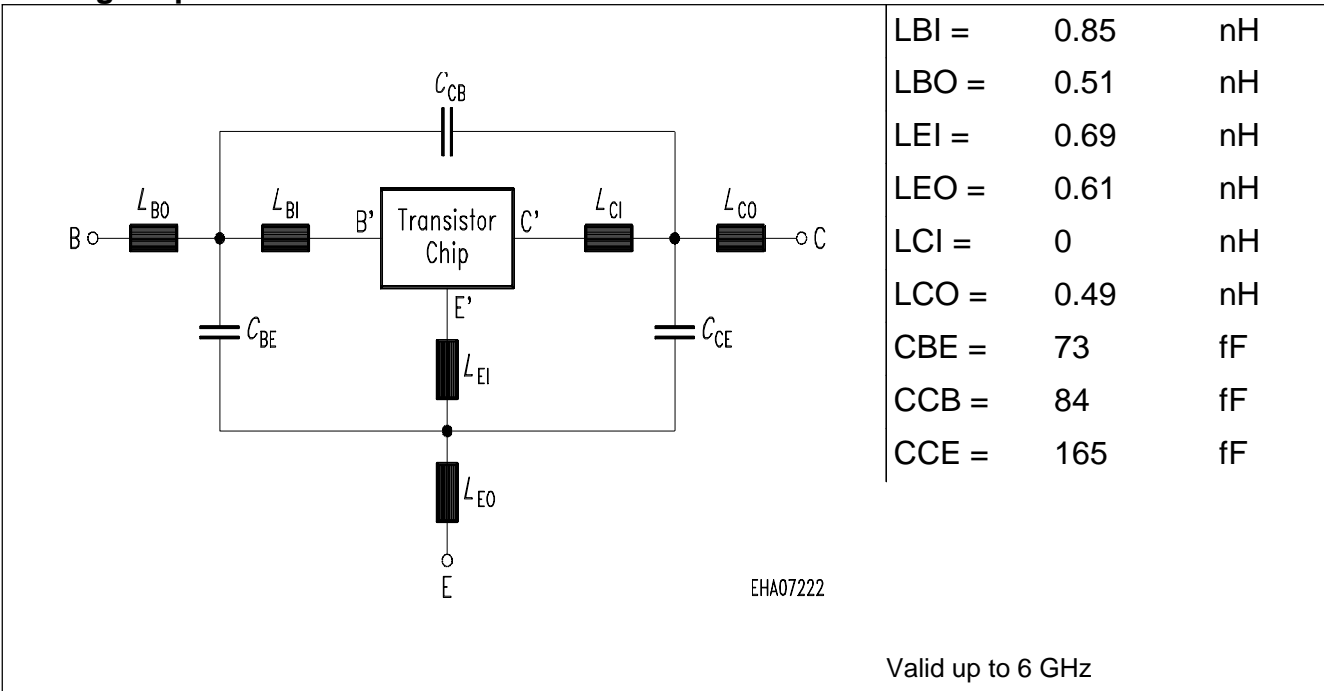 C_CB
L_BO
L_BI
B'
Transistor
Chip
C'
L_CI
L_CO
B
C
E'
C_BE
C_CE
L_EI
L_EO
E
EHA07222
LBI = 0.85 nH
LBO = 0.51 nH
LEI = 0.69 nH
LEO = 0.61 nH
LCI = 0 nH
LCO = 0.49 nH
CBE = 73 fF
CCB = 84 fF
CCE = 165 fF
Valid up to 6 GHz